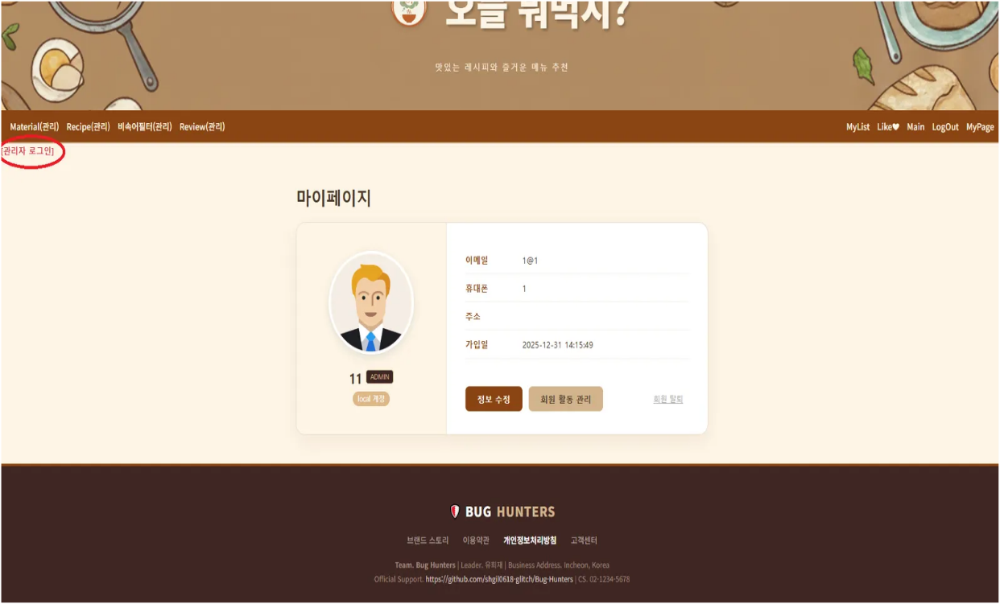 오늘 뭐먹지?
맛있는 레시피와 즐거운 메뉴 추천
Material(관리) Recipe(관리) 비속어필터(관리) Review(관리) MyList Like♥ Main LogOut MyPage
[관리자 로그인]
마이페이지
이메일 1@1
휴대폰 1
주소
가입일 2025-12-31 14:15:49
11 ADMIN
local 계정
정보 수정 회원 활동 관리 회원 탈퇴
BUG HUNTERS
브랜드 스토리 이용약관 개인정보처리방침 고객센터
Team. Bug Hunters | Leader. 유희재 | Business Address. Incheon, Korea
Official Support. https://github.com/shgil0618-glitch/Bug-Hunters | CS. 02-1234-5678